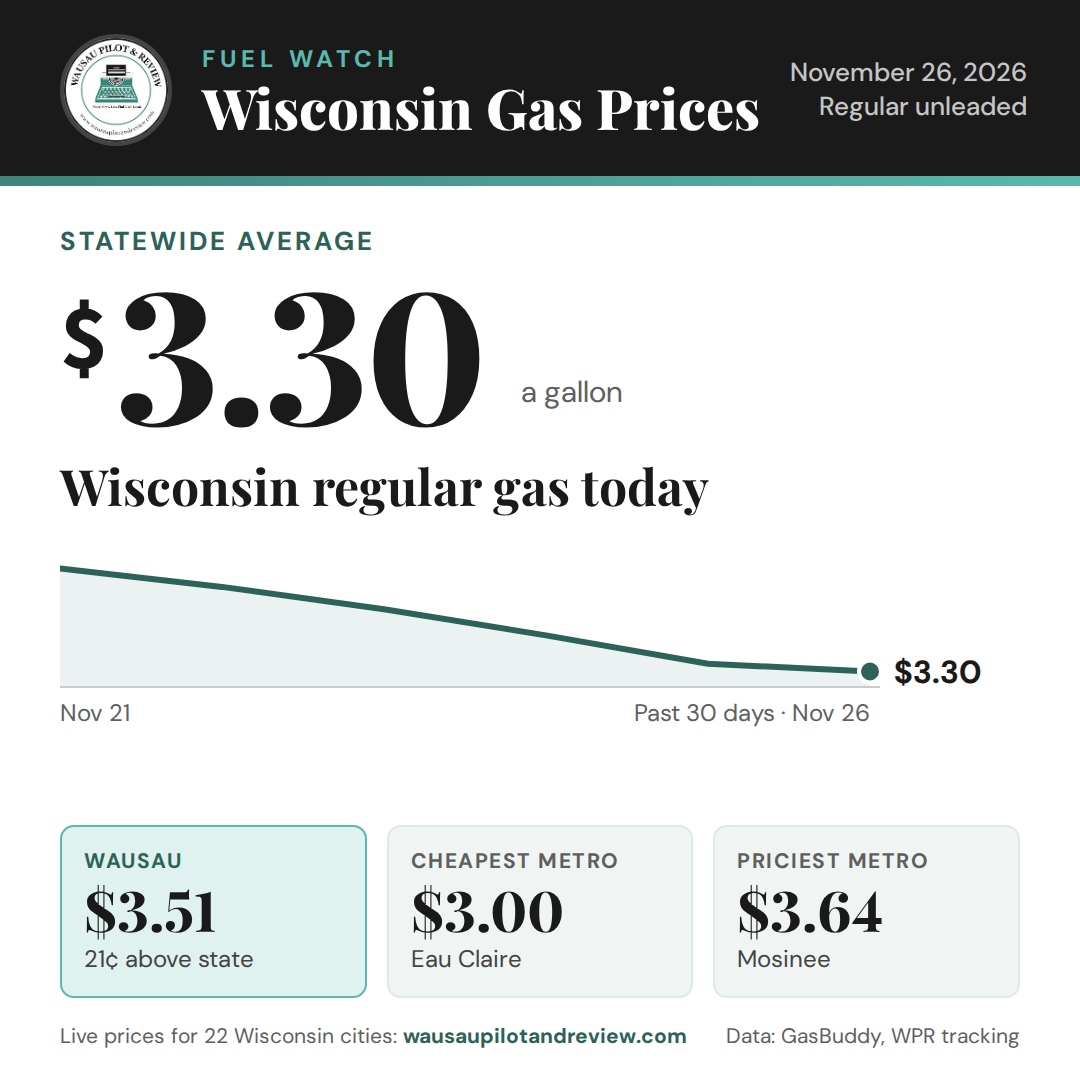 WAUSAU PILOT & REVIEW
www.wausaupilotandreview.com
FUEL WATCH
Wisconsin Gas Prices
November 26, 2026
Regular unleaded
STATEWIDE AVERAGE
$3.30 a gallon
Wisconsin regular gas today
$3.30
Nov 21
Past 30 days · Nov 26
WAUSAU
$3.51
21¢ above state
CHEAPEST METRO
$3.00
Eau Claire
PRICIEST METRO
$3.64
Mosinee
Live prices for 22 Wisconsin cities: wausaupilotandreview.com
Data: GasBuddy, WPR tracking